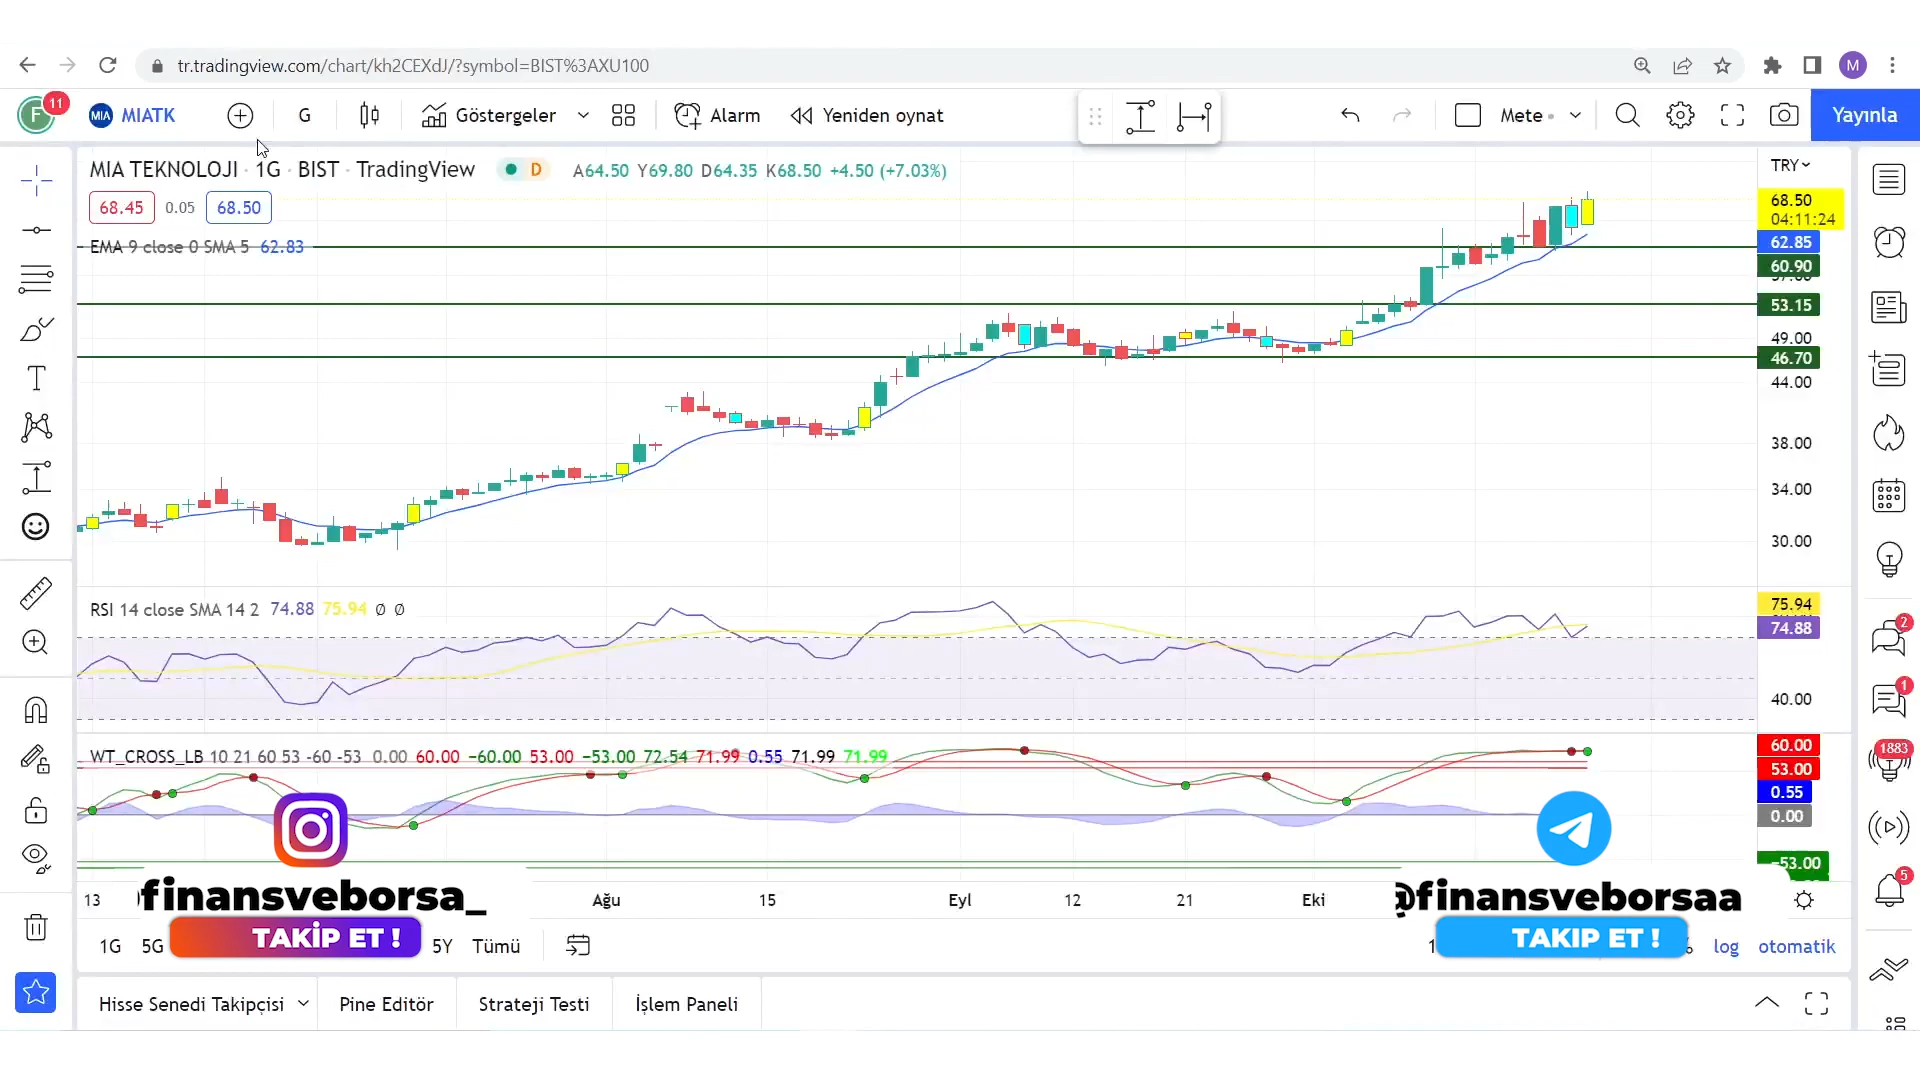 tr.tradingview.com/chart/kh2CEXdJ/?symbol=BIST%3AXU100
M
F 11 MIA MIATK G Göstergeler Alarm Yeniden oynat Mete Yayınla
MIA TEKNOLOJI · 1G · BIST · TradingView D A64.50 Y69.80 D64.35 K68.50 +4.50 (+7.03%)
TRY
68.45 0.05 68.50
68.50
04:11:24
EMA 9 close 0 SMA 5 62.83
62.85
60.90
53.15
49.00
46.70
44.00
38.00
34.00
30.00
RSI 14 close SMA 14 2 74.88 75.94 Ø Ø
75.94
74.88
40.00
WT_CROSS_LB 10 21 60 53 -60 -53 0.00 60.00 −60.00 53.00 −53.00 72.54 71.99 0.55 71.99 71.99
60.00
53.00
0.55
0.00
−53.00
2
1
1883
5
13 Ağu 15 Eyl 12 21 Eki
finansveborsa_
@finansveborsaa
1G 5G TAKİP ET ! 5Y Tümü
TAKIP ET ! log otomatik
Hisse Senedi Takipçisi Pine Editör Strateji Testi İşlem Paneli